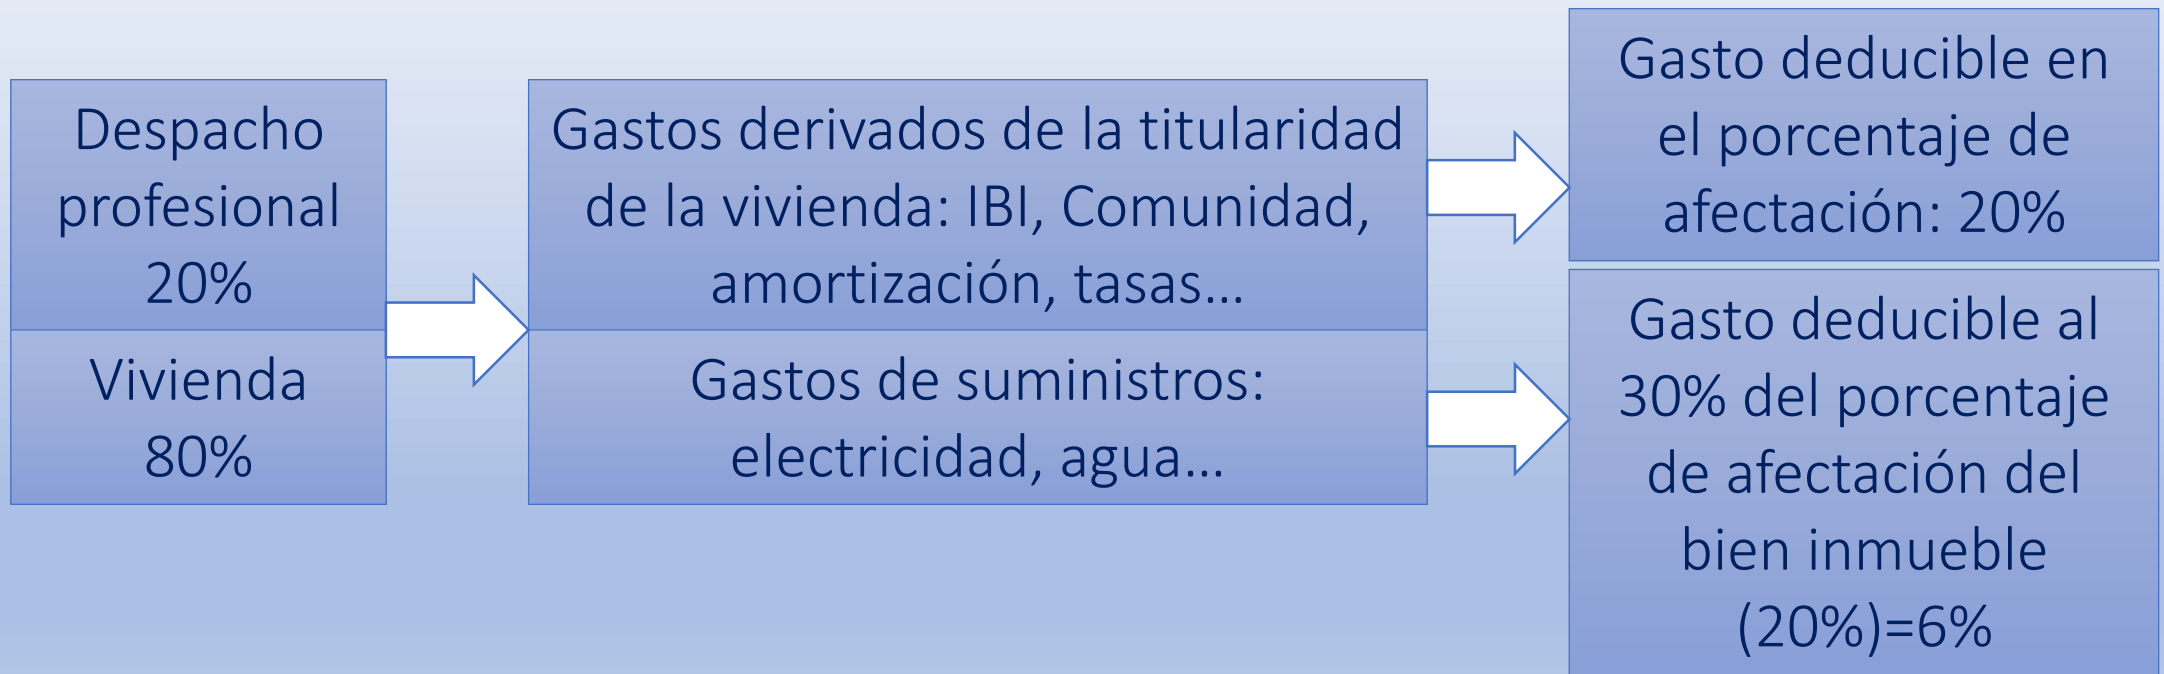 Despacho
profesional
20%
Vivienda
80%
Gastos derivados de la titularidad
de la vivienda: IBI, Comunidad,
amortización, tasas…
Gastos de suministros:
electricidad, agua…
Gasto deducible en
el porcentaje de
afectación: 20%
Gasto deducible al
30% del porcentaje
de afectación del
bien inmueble
(20%)=6%